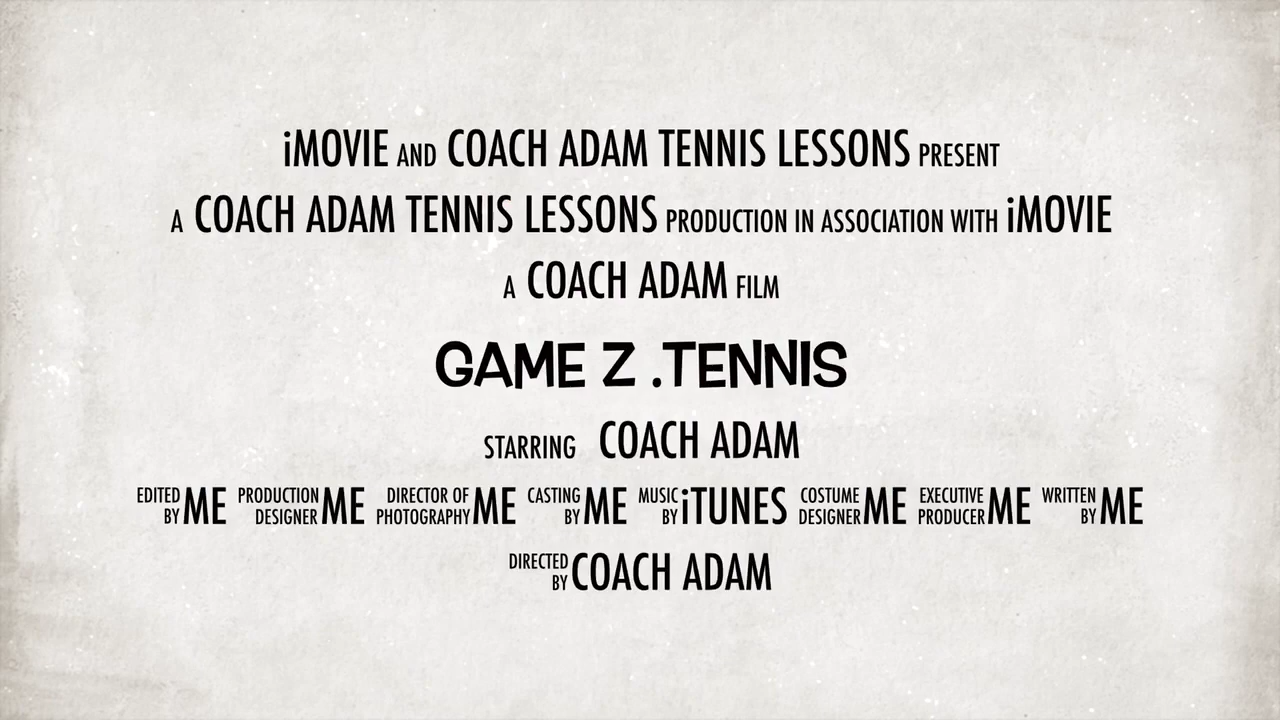 iMOVIE AND COACH ADAM TENNIS LESSONS PRESENT
A COACH ADAM TENNIS LESSONS PRODUCTION IN ASSOCIATION WITH iMOVIE
A COACH ADAM FILM
GAME Z .TENNIS
STARRING COACH ADAM
EDITED BY ME PRODUCTION DESIGNER ME DIRECTOR OF PHOTOGRAPHY ME CASTING BY ME MUSIC BY iTUNES COSTUME DESIGNER ME EXECUTIVE PRODUCER ME WRITTEN BY ME
DIRECTED BY COACH ADAM